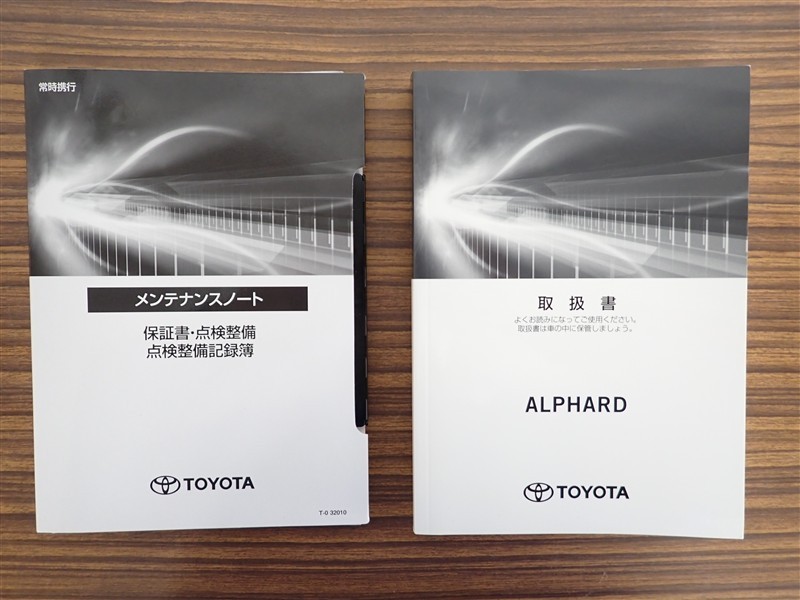 常時携行
メンテナンスノート
保証書・点検整備
点検整備記録簿
TOYOTA
T-0 32010
取扱書
よくお読みになってご使用ください。
取扱書は車の中に保管しましょう。
ALPHARD
TOYOTA